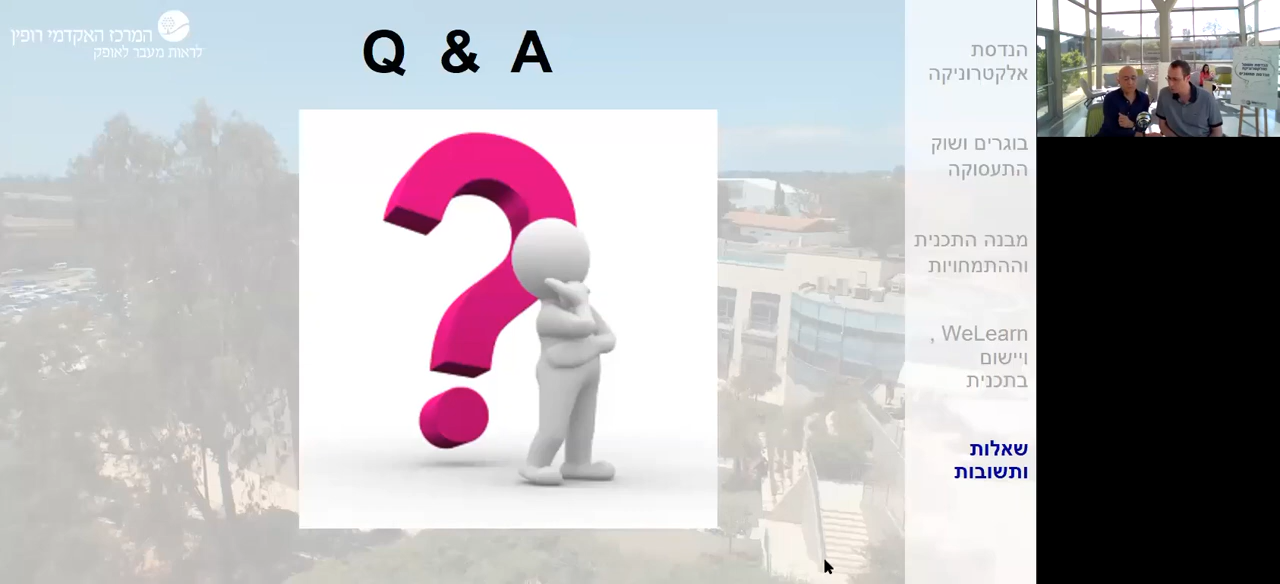 המרכז האקדמי רופין
לראות מעבר לאופק
Q & A
הנדסת
אלקטרוניקה
בוגרים ושוק
התעסוקה
מבנה התכנית
וההתמחויות
WeLearn ,
ויישום
בתכנית
שאלות
ותשובות